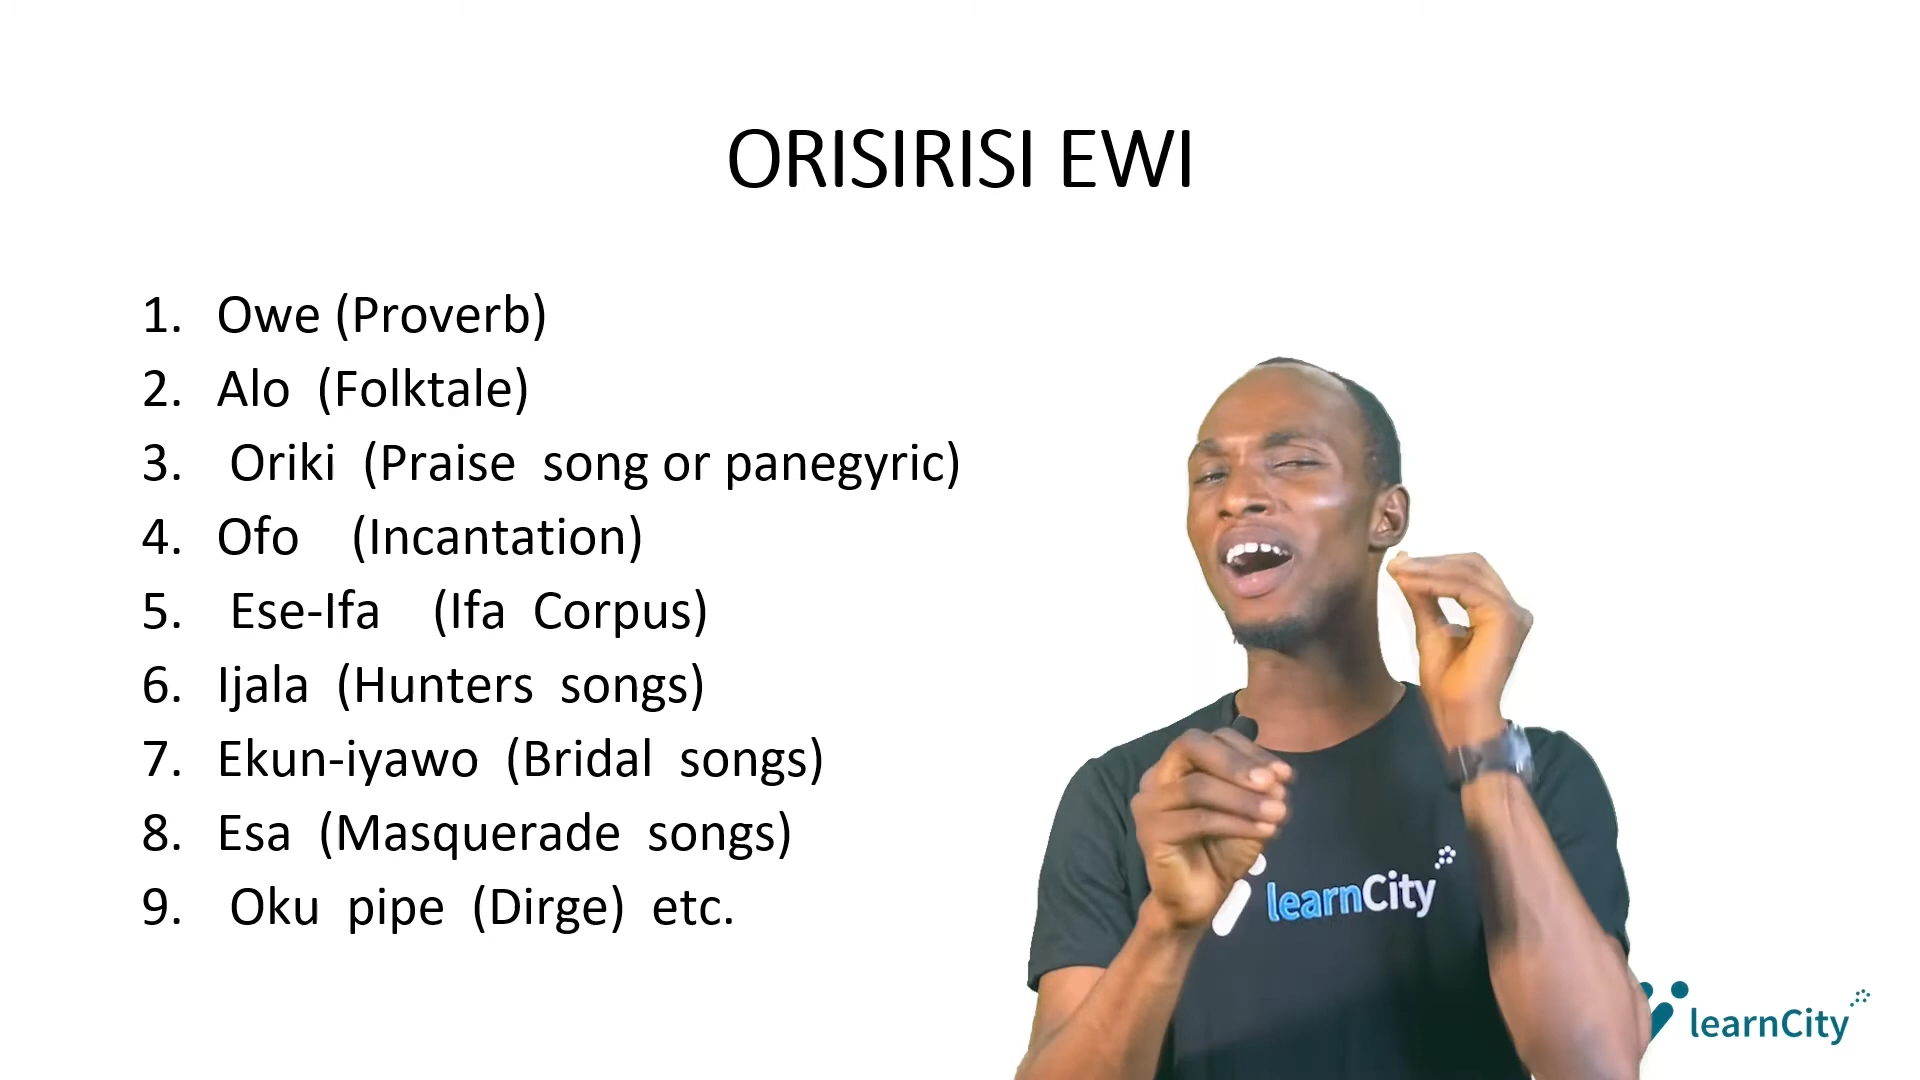 ORISIRISI EWI
1. Owe (Proverb)
2. Alo (Folktale)
3. Oriki (Praise song or panegyric)
4. Ofo (Incantation)
5. Ese-Ifa (Ifa Corpus)
6. Ijala (Hunters songs)
7. Ekun-iyawo (Bridal songs)
8. Esa (Masquerade songs)
9. Oku pipe (Dirge) etc.
learnCity
learnCity